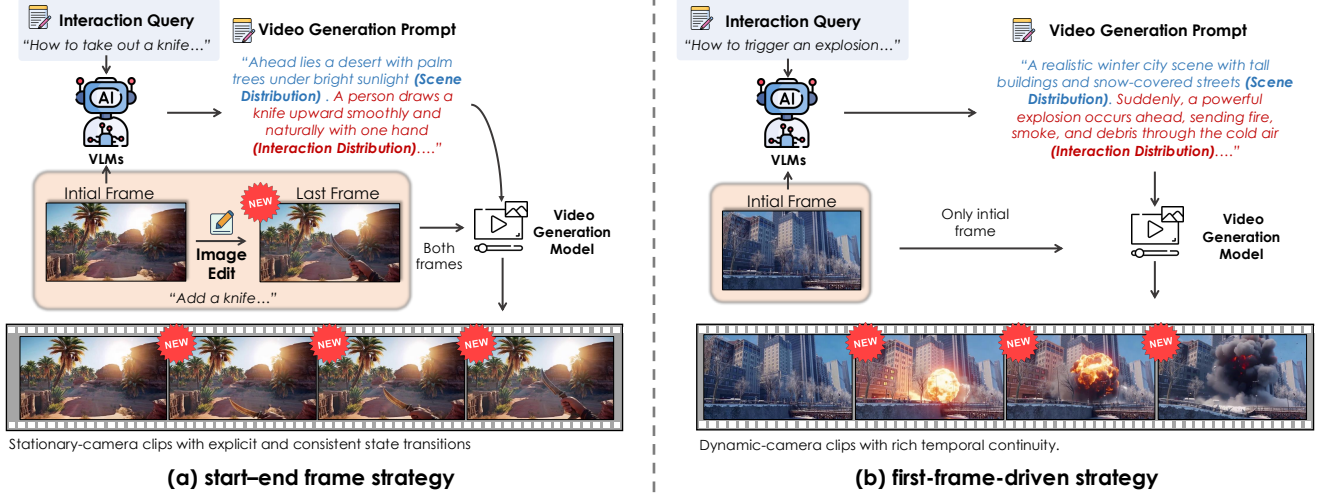 Interaction Query
“How to take out a knife…”
AI
VLMs
Video Generation Prompt
“Ahead lies a desert with palm
trees under bright sunlight (Scene
Distribution) . A person draws a
knife upward smoothly and
naturally with one hand
(Interaction Distribution)….”
Intial Frame
NEW
Last Frame
Image
Edit
“Add a knife…”
Both
frames
Video
Generation
Model
NEW
NEW
NEW
Stationary-camera clips with explicit and consistent state transitions
(a) start–end frame strategy
Interaction Query
“How to trigger an explosion…”
AI
VLMs
Video Generation Prompt
“A realistic winter city scene with tall
buildings and snow-covered streets (Scene
Distribution). Suddenly, a powerful
explosion occurs ahead, sending fire,
smoke, and debris through the cold air
(Interaction Distribution)….”
Intial Frame
Only intial
frame
Video
Generation
Model
NEW
NEW
NEW
Dynamic-camera clips with rich temporal continuity.
(b) first-frame-driven strategy